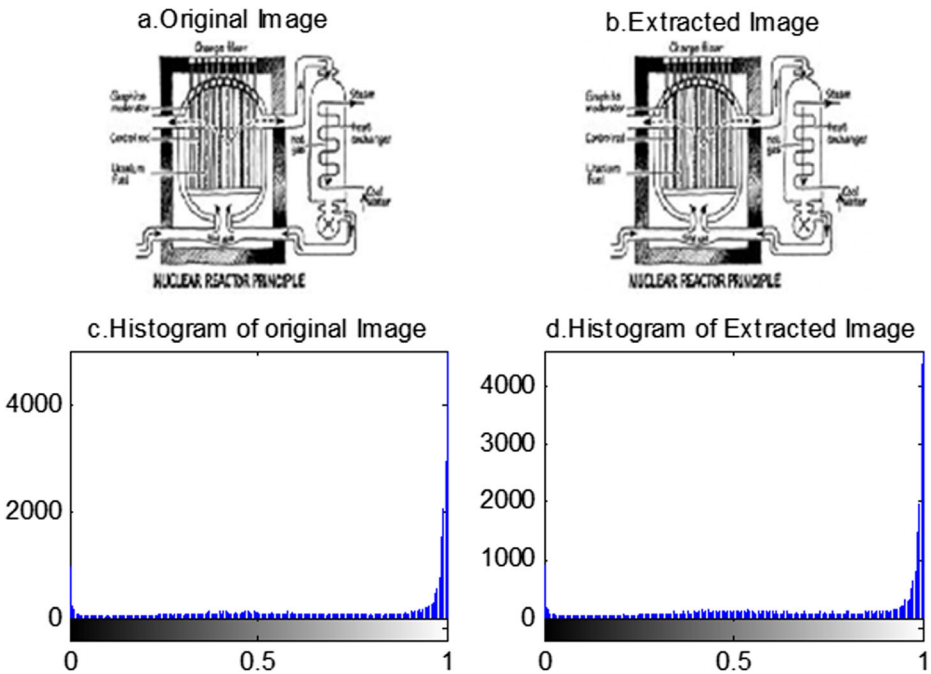 a.Original Image
b.Extracted Image
Charge floor
Graphite
moderator
Control rod
Uranium
Fuel
hot
gas
Steam
heat
exchanger
Cool
water
NUCLEAR REACTOR PRINCIPLE
Charge floor
Graphite
moderator
Control rod
Uranium
Fuel
hot
gas
Steam
heat
exchanger
Cool
water
NUCLEAR REACTOR PRINCIPLE
c.Histogram of original Image
d.Histogram of Extracted Image
4000
2000
0
0
0.5
1
4000
3000
2000
1000
0
0
0.5
1